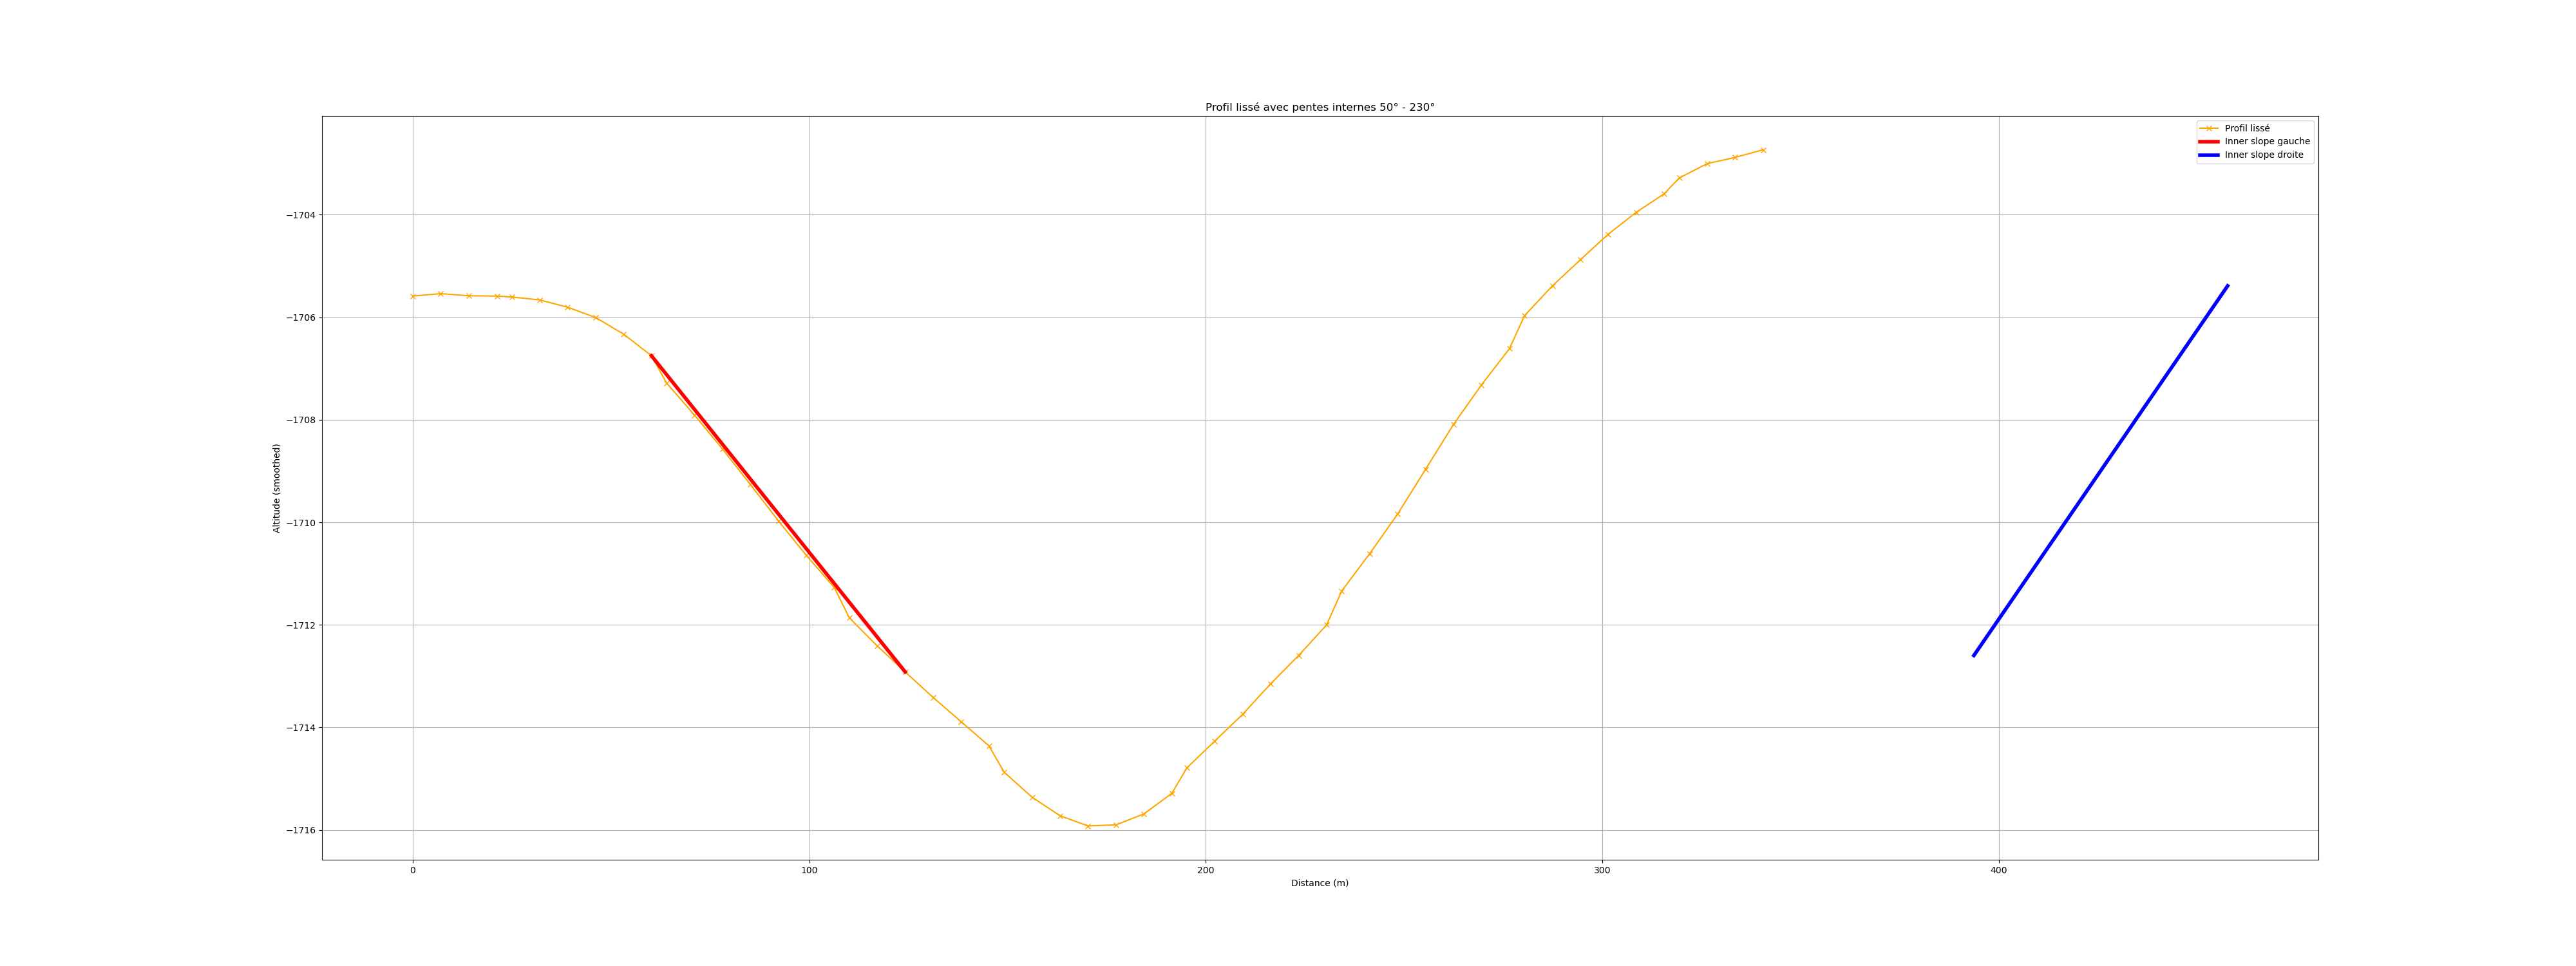 Profil lissé avec pentes internes 50° - 230°
Profil lissé
Inner slope gauche
Inner slope droite
−1704
−1706
−1708
−1710
−1712
−1714
−1716
Altitude (smoothed)
0 100 200 300 400
Distance (m)